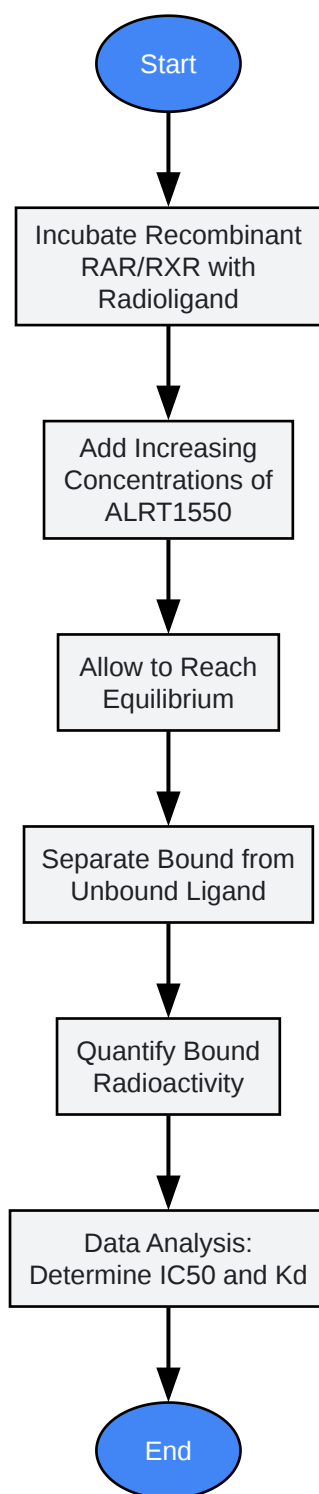 Start
Incubate Recombinant
RAR/RXR with
Radioligand
Add Increasing
Concentrations of
ALRT1550
Allow to Reach
Equilibrium
Separate Bound from
Unbound Ligand
Quantify Bound
Radioactivity
Data Analysis:
Determine IC50 and Kd
End